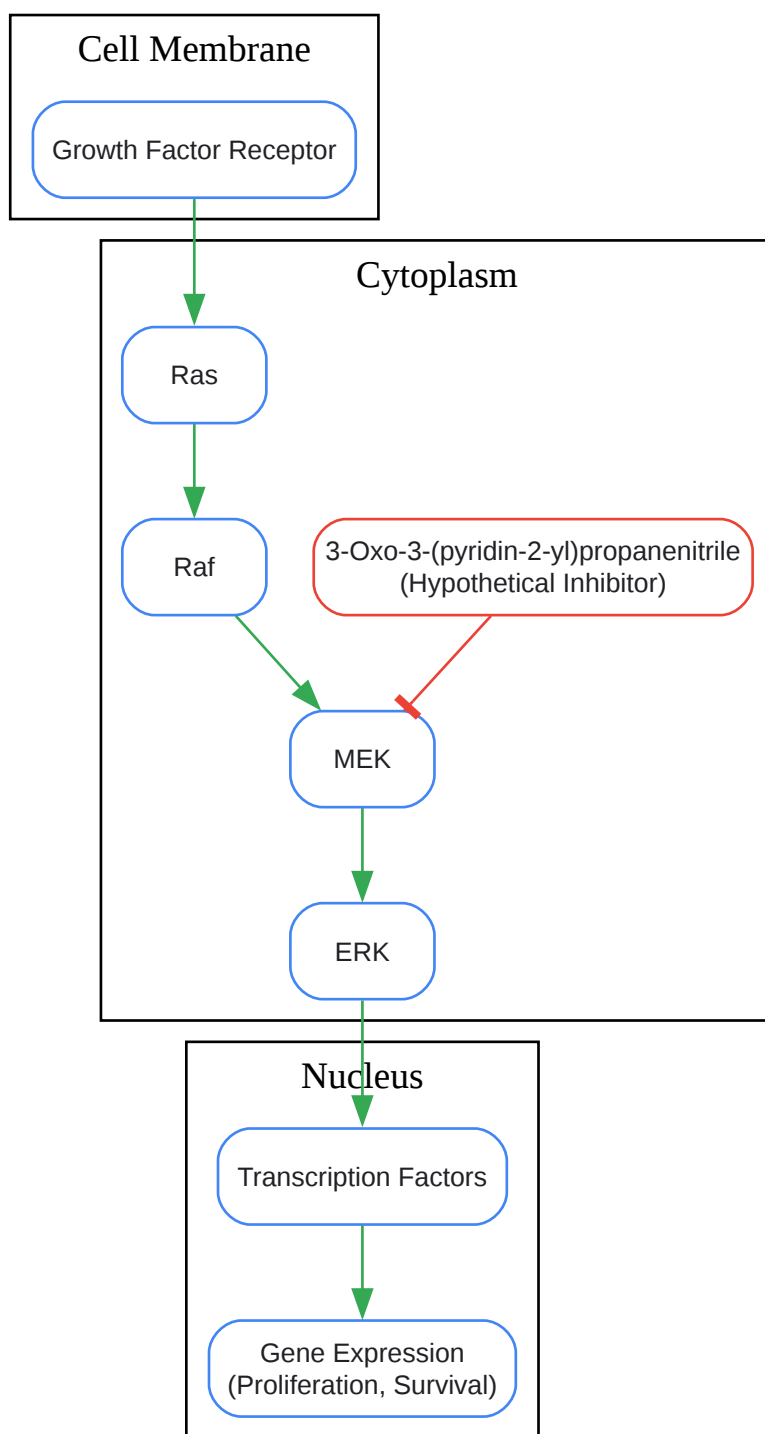 Cell Membrane
Growth Factor Receptor
Cytoplasm
Ras
Raf
3-Oxo-3-(pyridin-2-yl)propanenitrile
(Hypothetical Inhibitor)
MEK
ERK
Nucleus
Transcription Factors
Gene Expression
(Proliferation, Survival)